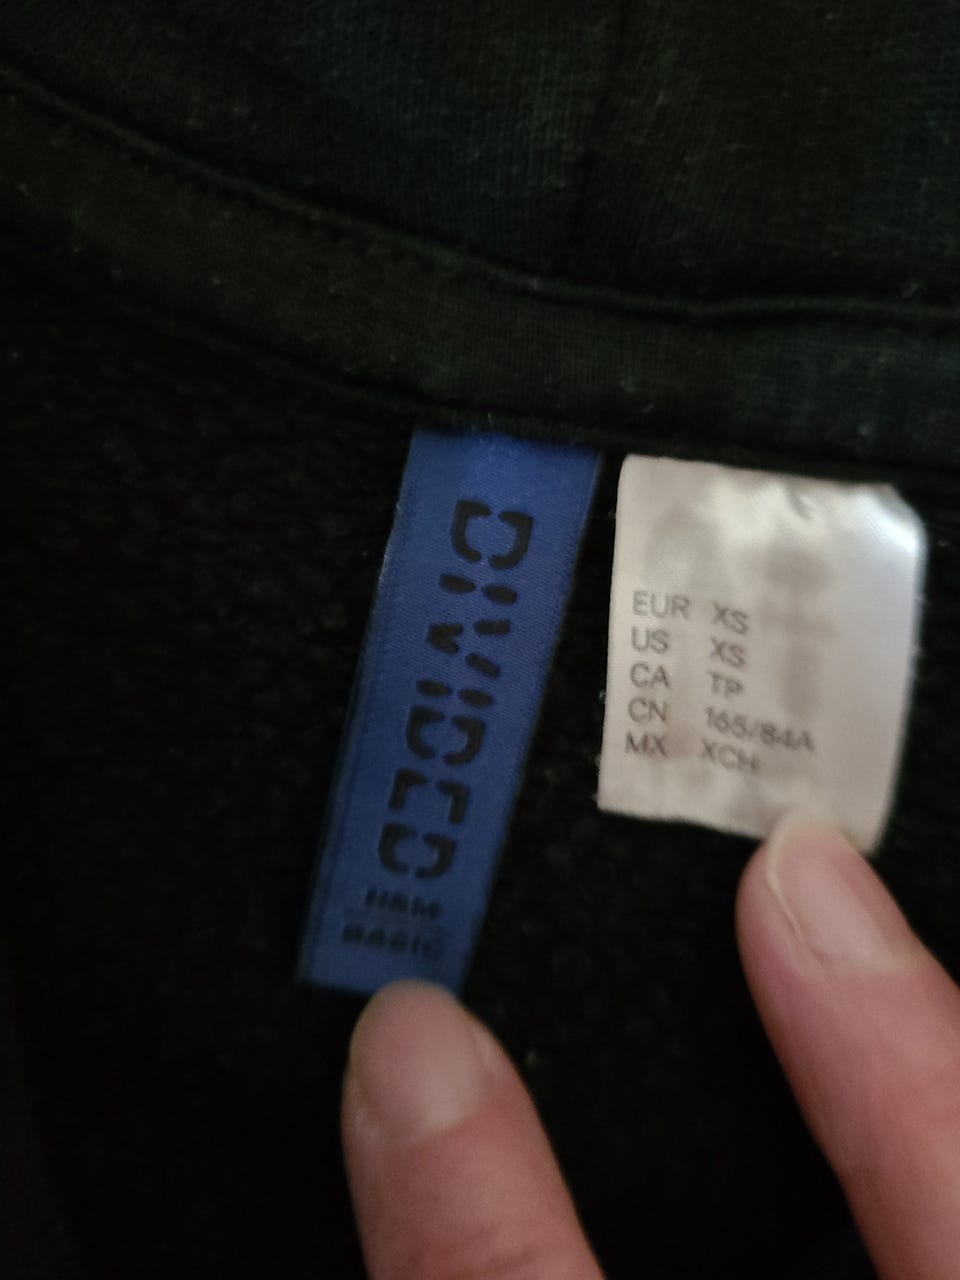 DIVIDED
H&M
BASIC
EUR XS
US XS
CA TP
CN 165/84A
MX XCH